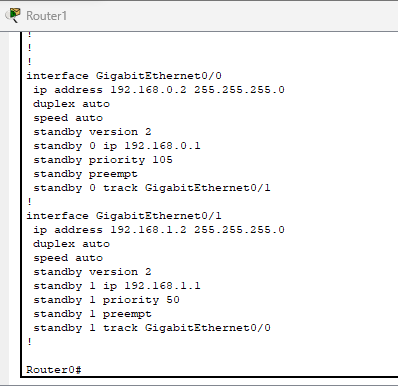 Router1
!
!
!
interface GigabitEthernet0/0
ip address 192.168.0.2 255.255.255.0
duplex auto
speed auto
standby version 2
standby 0 ip 192.168.0.1
standby priority 105
standby preempt
standby 0 track GigabitEthernet0/1
!
interface GigabitEthernet0/1
ip address 192.168.1.2 255.255.255.0
duplex auto
speed auto
standby version 2
standby 1 ip 192.168.1.1
standby 1 priority 50
standby 1 preempt
standby 1 track GigabitEthernet0/0
!
Router0#